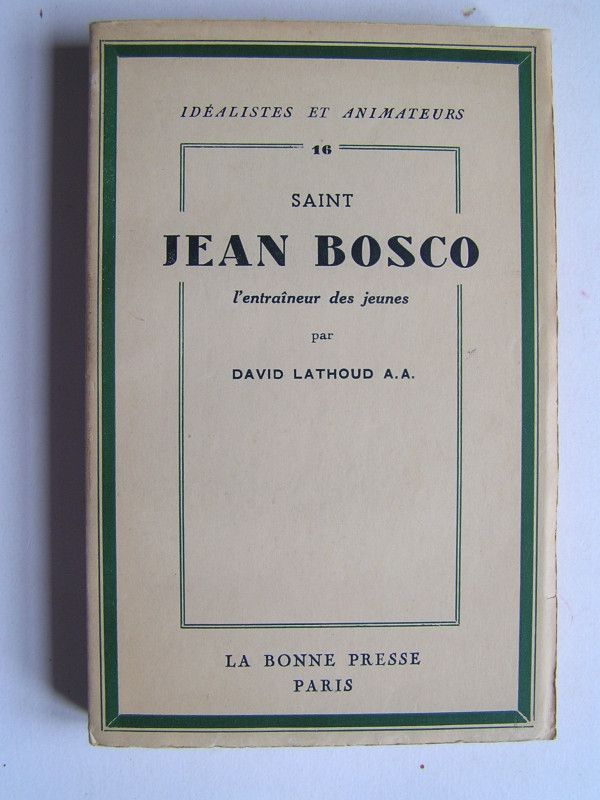 IDÉALISTES ET ANIMATEURS
16
SAINT
JEAN BOSCO
l'entraîneur des jeunes
par
DAVID LATHOUD A.A.
LA BONNE PRESSE
PARIS